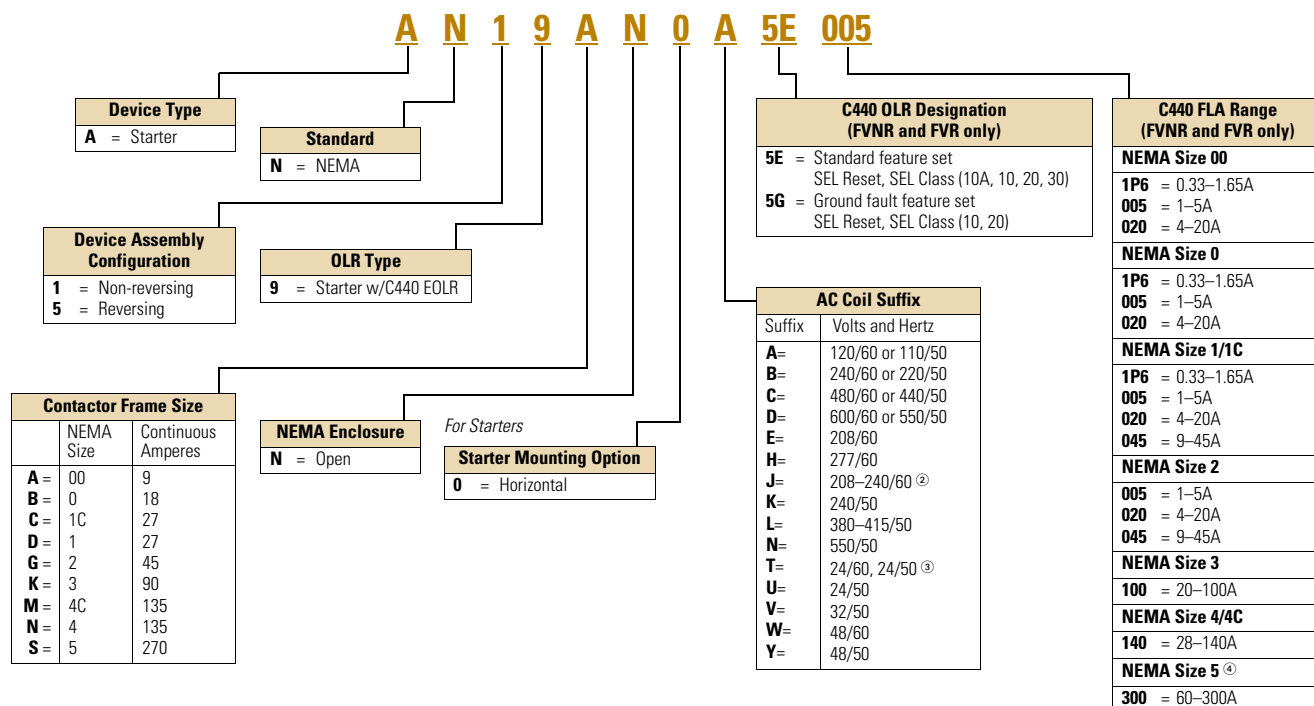 A N 1 9 A N 0 A 5E 005
Device Type
A = Starter
Standard
N = NEMA
Device Assembly
Configuration
1 = Non-reversing
5 = Reversing
OLR Type
9 = Starter w/C440 EOLR
Contactor Frame Size
NEMA Size Continuous Amperes
A = 00 9
B = 0 18
C = 1C 27
D = 1 27
G = 2 45
K = 3 90
M = 4C 135
N = 4 135
S = 5 270
NEMA Enclosure
N = Open
For Starters
Starter Mounting Option
0 = Horizontal
C440 OLR Designation
(FVNR and FVR only)
5E = Standard feature set
SEL Reset, SEL Class (10A, 10, 20, 30)
5G = Ground fault feature set
SEL Reset, SEL Class (10, 20)
AC Coil Suffix
Suffix Volts and Hertz
A= 120/60 or 110/50
B= 240/60 or 220/50
C= 480/60 or 440/50
D= 600/60 or 550/50
E= 208/60
H= 277/60
J= 208–240/60 ②
K= 240/50
L= 380–415/50
N= 550/50
T= 24/60, 24/50 ③
U= 24/50
V= 32/50
W= 48/60
Y= 48/50
C440 FLA Range
(FVNR and FVR only)
NEMA Size 00
1P6 = 0.33–1.65A
005 = 1–5A
020 = 4–20A
NEMA Size 0
1P6 = 0.33–1.65A
005 = 1–5A
020 = 4–20A
NEMA Size 1/1C
1P6 = 0.33–1.65A
005 = 1–5A
020 = 4–20A
045 = 9–45A
NEMA Size 2
005 = 1–5A
020 = 4–20A
045 = 9–45A
NEMA Size 3
100 = 20–100A
NEMA Size 4/4C
140 = 28–140A
NEMA Size 5 ④
300 = 60–300A